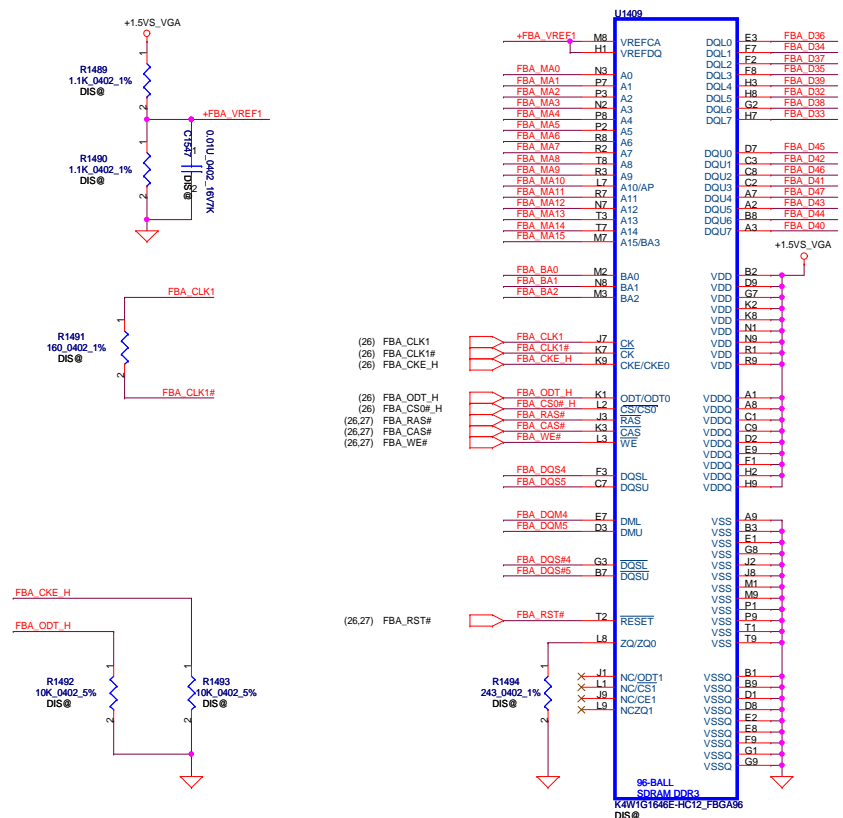 +1.5VS_VGA
1
R1489
1.1K_0402_1%
DIS@
2
+FBA_VREF1
1
R1490
1.1K_0402_1%
DIS@
2
C1547
0.01U_0402_16V7K
DIS@
1
2
FBA_CLK1
1
R1491
160_0402_1%
DIS@
2
FBA_CLK1#
FBA_CKE_H
FBA_ODT_H
1
R1492
10K_0402_5%
DIS@
2
1
R1493
10K_0402_5%
DIS@
2
U1409
+FBA_VREF1 M8 VREFCA
H1 VREFDQ
FBA_MA0 N3 A0
FBA_MA1 P7 A1
FBA_MA2 P3 A2
FBA_MA3 N2 A3
FBA_MA4 P8 A4
FBA_MA5 P2 A5
FBA_MA6 R8 A6
FBA_MA7 R2 A7
FBA_MA8 T8 A8
FBA_MA9 R3 A9
FBA_MA10 L7 A10/AP
FBA_MA11 R7 A11
FBA_MA12 N7 A12
FBA_MA13 T3 A13
FBA_MA14 T7 A14
FBA_MA15 M7 A15/BA3
FBA_BA0 M2 BA0
FBA_BA1 N8 BA1
FBA_BA2 M3 BA2
(26) FBA_CLK1 FBA_CLK1 J7 CK
(26) FBA_CLK1# FBA_CLK1# K7 CK
(26) FBA_CKE_H FBA_CKE_H K9 CKE/CKE0
(26) FBA_ODT_H FBA_ODT_H K1 ODT/ODT0
(26) FBA_CS0#_H FBA_CS0#_H L2 CS/CS0
(26,27) FBA_RAS# FBA_RAS# J3 RAS
(26,27) FBA_CAS# FBA_CAS# K3 CAS
(26,27) FBA_WE# FBA_WE# L3 WE
FBA_DQS4 F3 DQSL
FBA_DQS5 C7 DQSU
FBA_DQM4 E7 DML
FBA_DQM5 D3 DMU
FBA_DQS#4 G3 DQSL
FBA_DQS#5 B7 DQSU
(26,27) FBA_RST# FBA_RST# T2 RESET
L8 ZQ/ZQ0
1
R1494
243_0402_1%
DIS@
2
J1 NC/ODT1
L1 NC/CS1
J9 NC/CE1
L9 NCZQ1
DQL0 E3 FBA_D36
DQL1 F7 FBA_D34
DQL2 F2 FBA_D37
DQL3 F8 FBA_D35
DQL4 H3 FBA_D39
DQL5 H8 FBA_D32
DQL6 G2 FBA_D38
DQL7 H7 FBA_D33
DQU0 D7 FBA_D45
DQU1 C3 FBA_D42
DQU2 C8 FBA_D46
DQU3 C2 FBA_D41
DQU4 A7 FBA_D47
DQU5 A2 FBA_D43
DQU6 B8 FBA_D44
DQU7 A3 FBA_D40
+1.5VS_VGA
VDD B2
VDD D9
VDD G7
VDD K2
VDD K8
VDD N1
VDD N9
VDD R1
VDD R9
VDDQ A1
VDDQ A8
VDDQ C1
VDDQ C9
VDDQ D2
VDDQ E9
VDDQ F1
VDDQ H2
VDDQ H9
VSS A9
VSS B3
VSS E1
VSS G8
VSS J2
VSS J8
VSS M1
VSS M9
VSS P1
VSS P9
VSS T1
VSS T9
VSSQ B1
VSSQ B9
VSSQ D1
VSSQ D8
VSSQ E2
VSSQ E8
VSSQ F9
VSSQ G1
VSSQ G9
96-BALL
SDRAM DDR3
K4W1G1646E-HC12_FBGA96
DIS@